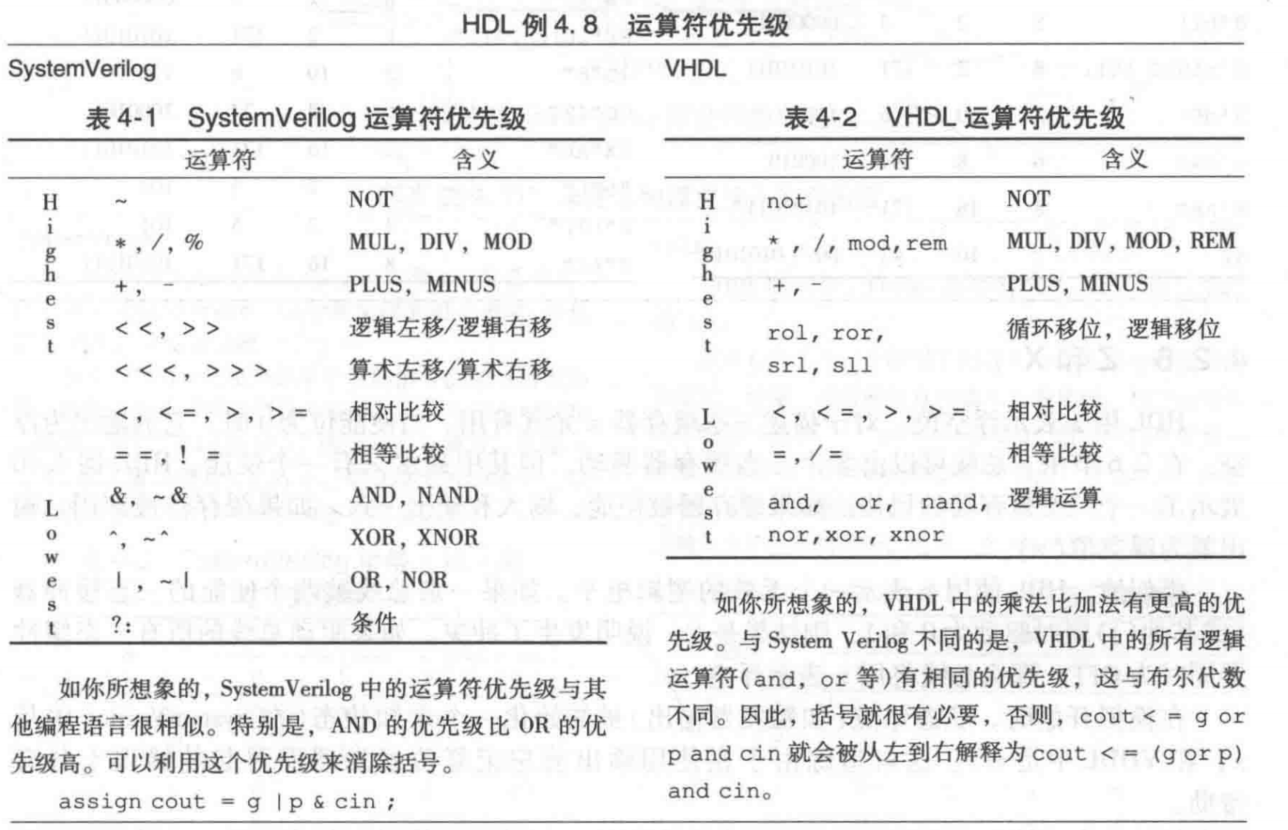 HDL 例 4.8 运算符优先级
SystemVerilog
表 4-1 SystemVerilog 运算符优先级
运算符 含义
Highest
~ NOT
*, /, % MUL, DIV, MOD
+, - PLUS, MINUS
<<, >> 逻辑左移/逻辑右移
<<<, >>> 算术左移/算术右移
<, <=, >, >= 相对比较
==, != 相等比较
Lowest
&, ~& AND, NAND
^, ~^ XOR, XNOR
|, ~| OR, NOR
?: 条件
如你所想象的, SystemVerilog 中的运算符优先级与其
他编程语言很相似。特别是, AND 的优先级比 OR 的优
先级高。可以利用这个优先级来消除括号。
assign cout = g |p & cin ;
VHDL
表 4-2 VHDL 运算符优先级
运算符 含义
Highest
not NOT
*, /, mod,rem MUL, DIV, MOD, REM
+,- PLUS, MINUS
rol, ror, 循环移位, 逻辑移位
srl, sll
Lowest
<, <=, >, >= 相对比较
=,/= 相等比较
and, or, nand, 逻辑运算
nor,xor, xnor
如你所想象的, VHDL 中的乘法比加法有更高的优
先级。与 System Verilog 不同的是, VHDL 中的所有逻辑
运算符(and, or 等)有相同的优先级, 这与布尔代数
不同。因此, 括号就很有必要, 否则, cout <= g or
p and cin 就会被从左到右解释为 cout <= (g or p)
and cin。